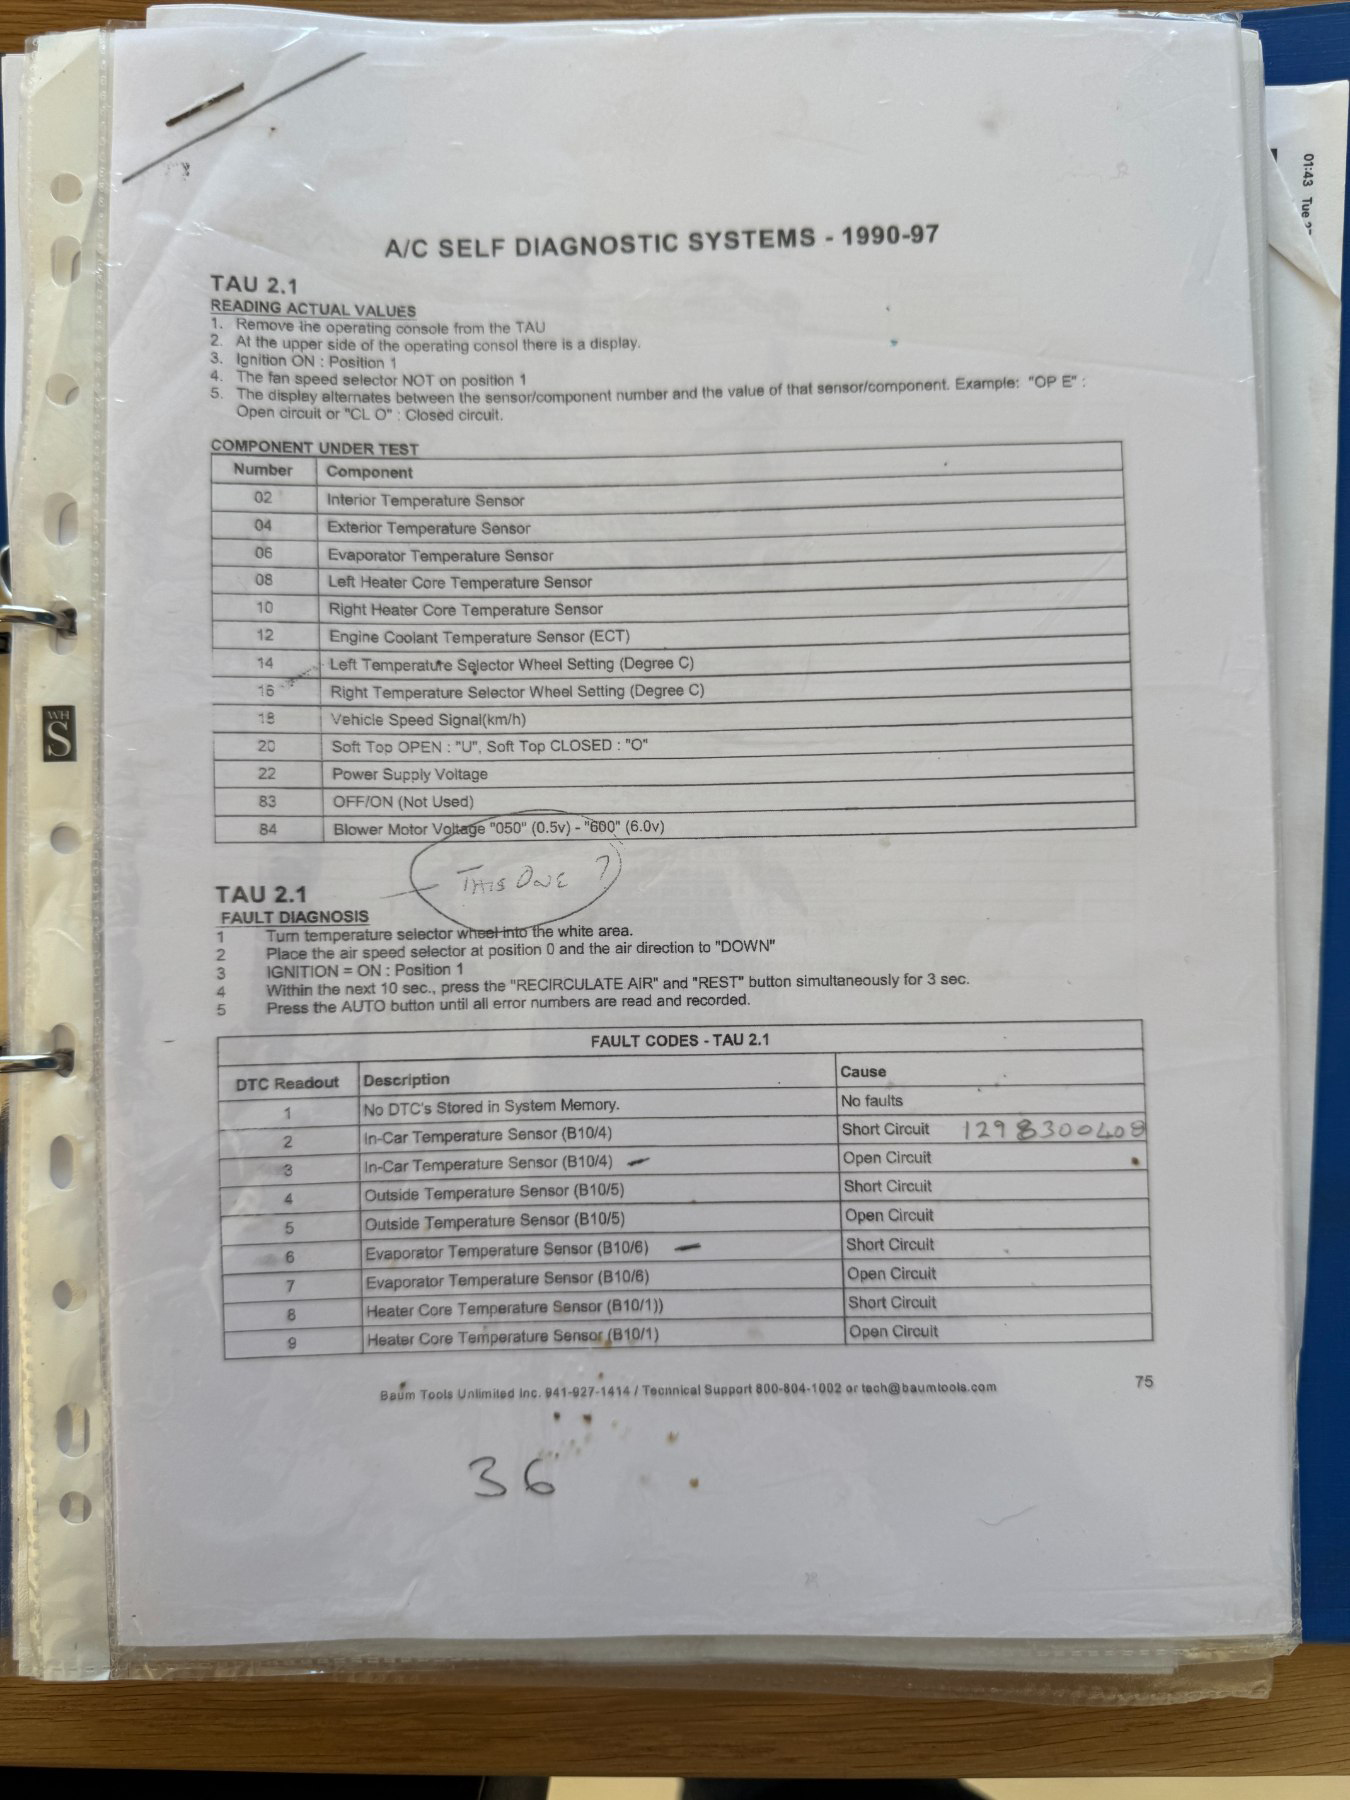 01:43 Tue
A/C SELF DIAGNOSTIC SYSTEMS - 1990-97
TAU 2.1
READING ACTUAL VALUES
1. Remove the operating console from the TAU
2. At the upper side of the operating consol there is a display.
3. Ignition ON : Position 1
4. The fan speed selector NOT on position 1
5. The display alternates between the sensor/component number and the value of that sensor/component. Example: "OP E" :
Open circuit or "CL O" : Closed circuit.
COMPONENT UNDER TEST
Number Component
02 Interior Temperature Sensor
04 Exterior Temperature Sensor
06 Evaporator Temperature Sensor
08 Left Heater Core Temperature Sensor
10 Right Heater Core Temperature Sensor
12 Engine Coolant Temperature Sensor (ECT)
14 Left Temperature Selector Wheel Setting (Degree C)
16 Right Temperature Selector Wheel Setting (Degree C)
WH
S
18 Vehicle Speed Signal(km/h)
20 Soft Top OPEN : "U", Soft Top CLOSED : "O"
22 Power Supply Voltage
83 OFF/ON (Not Used)
84 Blower Motor Voltage "050" (0.5v) - "600" (6.0v)
THIS ONE ?
TAU 2.1
FAULT DIAGNOSIS
1 Turn temperature selector wheel into the white area.
2 Place the air speed selector at position 0 and the air direction to "DOWN"
3 IGNITION = ON : Position 1
4 Within the next 10 sec., press the "RECIRCULATE AIR" and "REST" button simultaneously for 3 sec.
5 Press the AUTO button until all error numbers are read and recorded.
FAULT CODES - TAU 2.1
DTC Readout Description Cause
1 No DTC's Stored in System Memory. No faults
2 In-Car Temperature Sensor (B10/4) Short Circuit 1298300408
3 In-Car Temperature Sensor (B10/4) Open Circuit
4 Outside Temperature Sensor (B10/5) Short Circuit
5 Outside Temperature Sensor (B10/5) Open Circuit
6 Evaporator Temperature Sensor (B10/6) Short Circuit
7 Evaporator Temperature Sensor (B10/6) Open Circuit
8 Heater Core Temperature Sensor (B10/1)) Short Circuit
9 Heater Core Temperature Sensor (B10/1) Open Circuit
Baum Tools Unlimited Inc. 941-927-1414 / Technical Support 800-804-1002 or tech@baumtools.com 75
36